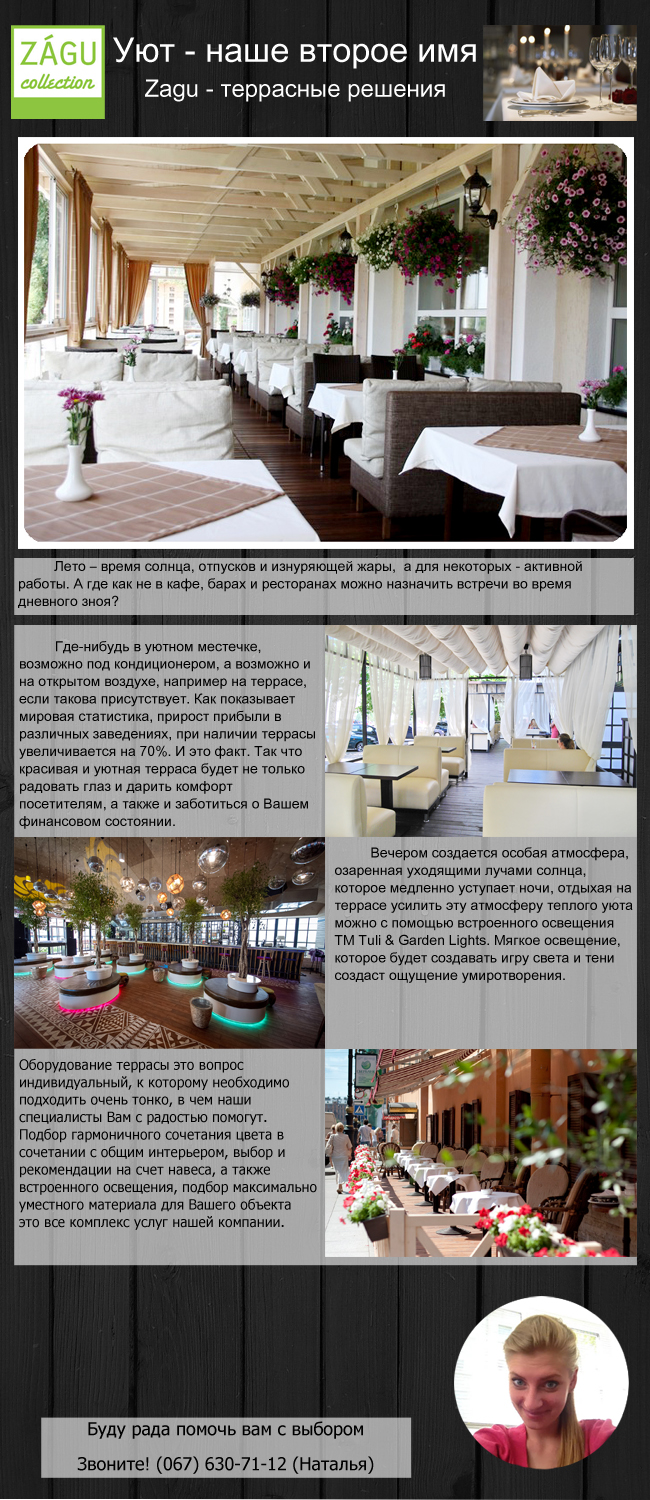 ZÁGU
collection
Уют - наше второе имя
Zagu - террасные решения
Лето – время солнца, отпусков и изнуряющей жары, а для некоторых - активной
работы. А где как не в кафе, барах и ресторанах можно назначить встречи во время
дневного зноя?
Где-нибудь в уютном местечке,
возможно под кондиционером, а возможно и
на открытом воздухе, например на террасе,
если такова присутствует. Как показывает
мировая статистика, прирост прибыли в
различных заведениях, при наличии террасы
увеличивается на 70%. И это факт. Так что
красивая и уютная терраса будет не только
радовать глаз и дарить комфорт
посетителям, а также и заботиться о Вашем
финансовом состоянии.
Вечером создается особая атмосфера,
озаренная уходящими лучами солнца,
которое медленно уступает ночи, отдыхая на
террасе усилить эту атмосферу теплого уюта
можно с помощью встроенного освещения
ТМ Tuli & Garden Lights. Мягкое освещение,
которое будет создавать игру света и тени
создаст ощущение умиротворения.
Оборудование террасы это вопрос
индивидуальный, к которому необходимо
подходить очень тонко, в чем наши
специалисты Вам с радостью помогут.
Подбор гармоничного сочетания цвета в
сочетании с общим интерьером, выбор и
рекомендации на счет навеса, а также
встроенного освещения, подбор максимально
уместного материала для Вашего объекта
это все комплекс услуг нашей компании.
Буду рада помочь вам с выбором
Звоните! (067) 630-71-12 (Наталья)